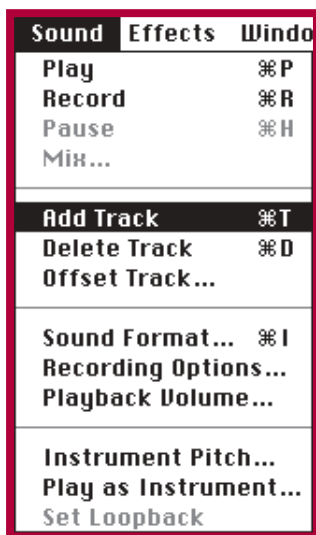 Sound Effects Windo
Play ⌘P
Record ⌘R
Pause ⌘H
Mix...
Add Track ⌘T
Delete Track ⌘D
Offset Track...
Sound Format... ⌘I
Recording Options...
Playback Volume...
Instrument Pitch...
Play as Instrument...
Set Loopback